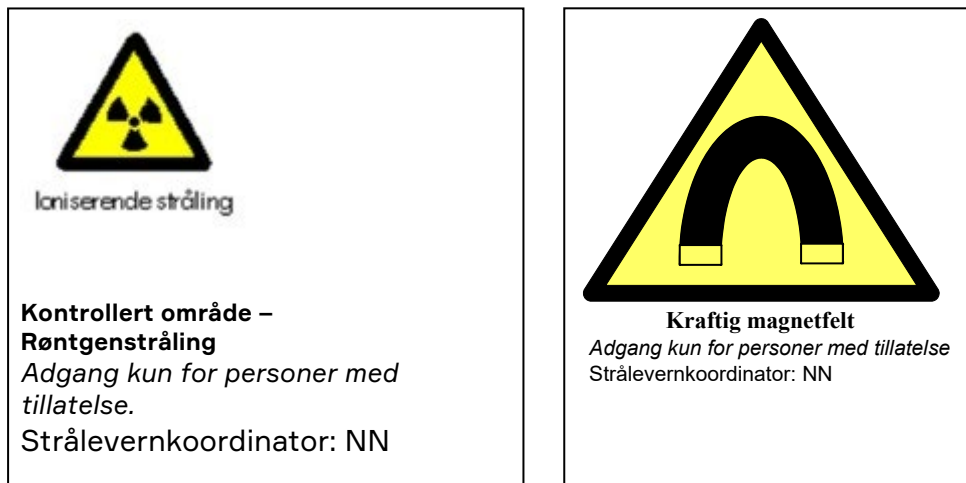 Ioniserende stråling
Kontrollert område –
Røntgenstråling
Adgang kun for personer med
tillatelse.
Strålevernkoordinator: NN
Kraftig magnetfelt
Adgang kun for personer med tillatelse
Strålevernkoordinator: NN